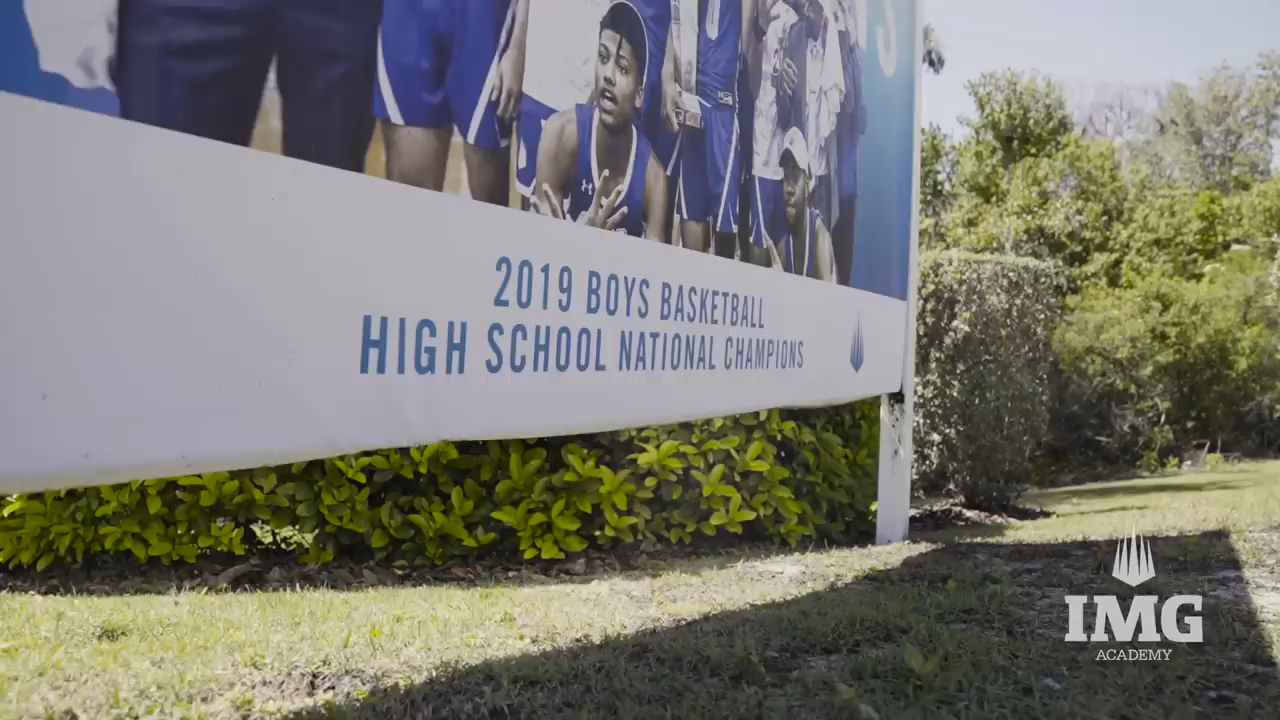 S
2019 BOYS BASKETBALL
HIGH SCHOOL NATIONAL CHAMPIONS
IMG
ACADEMY